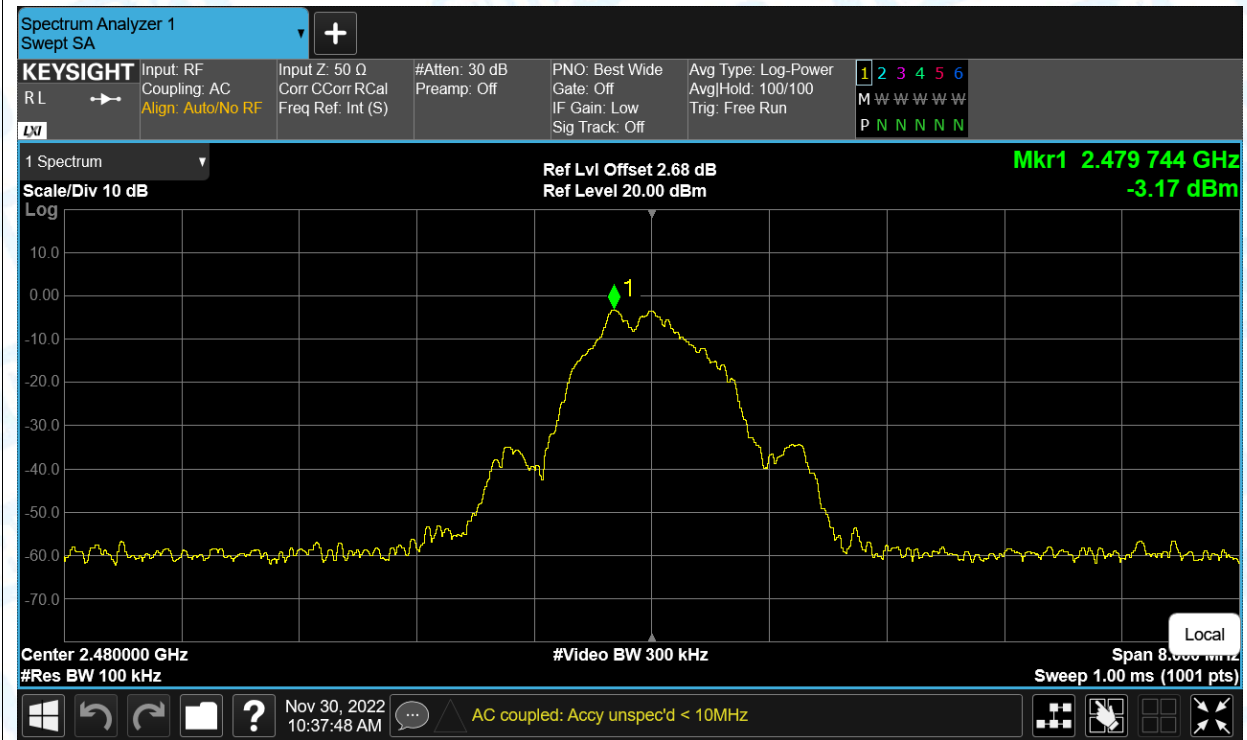 Spectrum Analyzer 1
Swept SA
+
KEYSIGHT
R L
LXI
Input: RF
Coupling: AC
Align: Auto/No RF
Input Z: 50 Ω
Corr CCorr RCal
Freq Ref: Int (S)
#Atten: 30 dB
Preamp: Off
PNO: Best Wide
Gate: Off
IF Gain: Low
Sig Track: Off
Avg Type: Log-Power
Avg|Hold: 100/100
Trig: Free Run
1 2 3 4 5 6
M W W W W W
P N N N N N
1 Spectrum
Scale/Div 10 dB
Ref Lvl Offset 2.68 dB
Ref Level 20.00 dBm
Mkr1 2.479 744 GHz
-3.17 dBm
Log
10.0
0.00
-10.0
-20.0
-30.0
-40.0
-50.0
-60.0
-70.0
1
Local
Center 2.480000 GHz
#Video BW 300 kHz
Span 8.000 MHz
#Res BW 100 kHz
Sweep 1.00 ms (1001 pts)
?
Nov 30, 2022
10:37:48 AM
AC coupled: Accy unspec'd < 10MHz